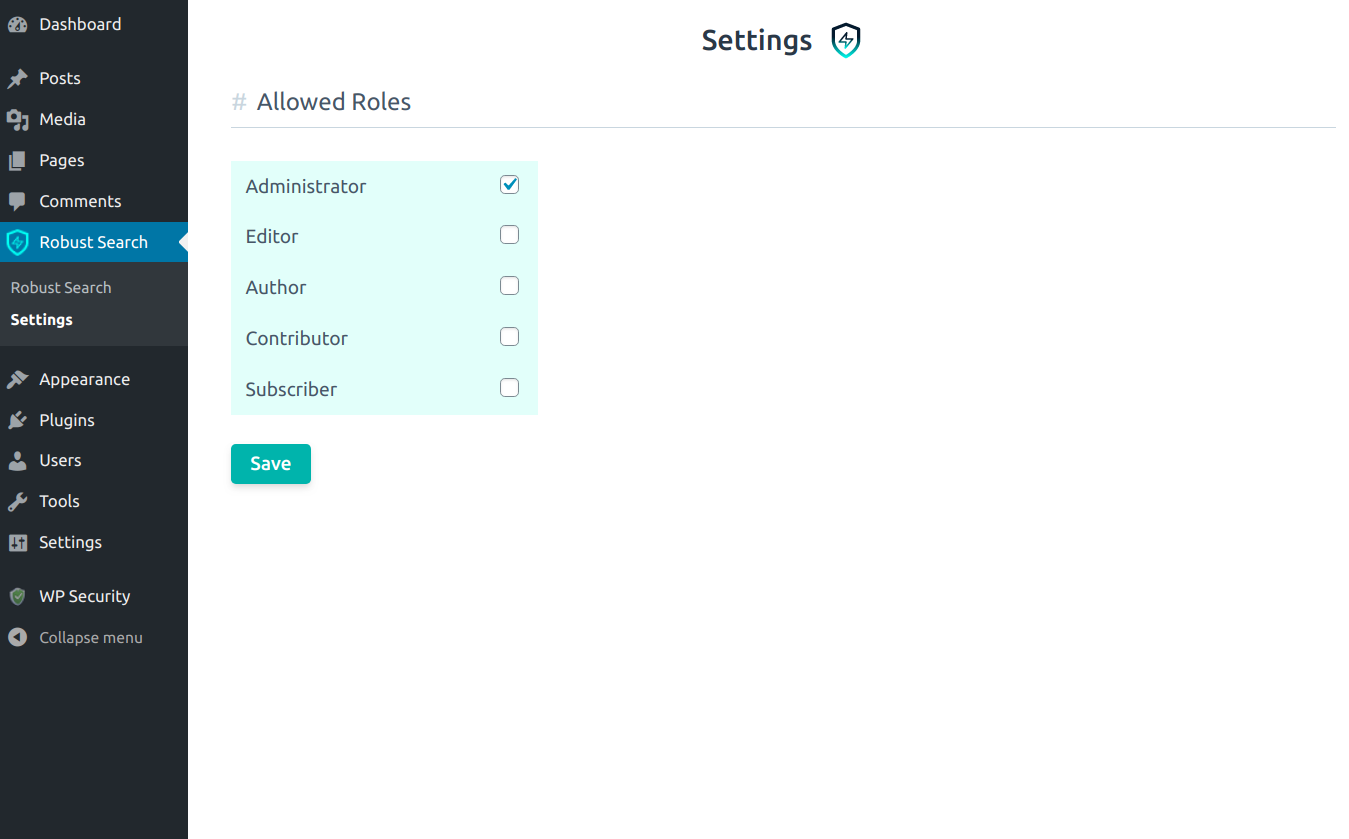 Dashboard
Posts
Media
Pages
Comments
Robust Search
Robust Search
Settings
Appearance
Plugins
Users
Tools
Settings
WP Security
Collapse menu
Settings
# Allowed Roles
Administrator
Editor
Author
Contributor
Subscriber
Save